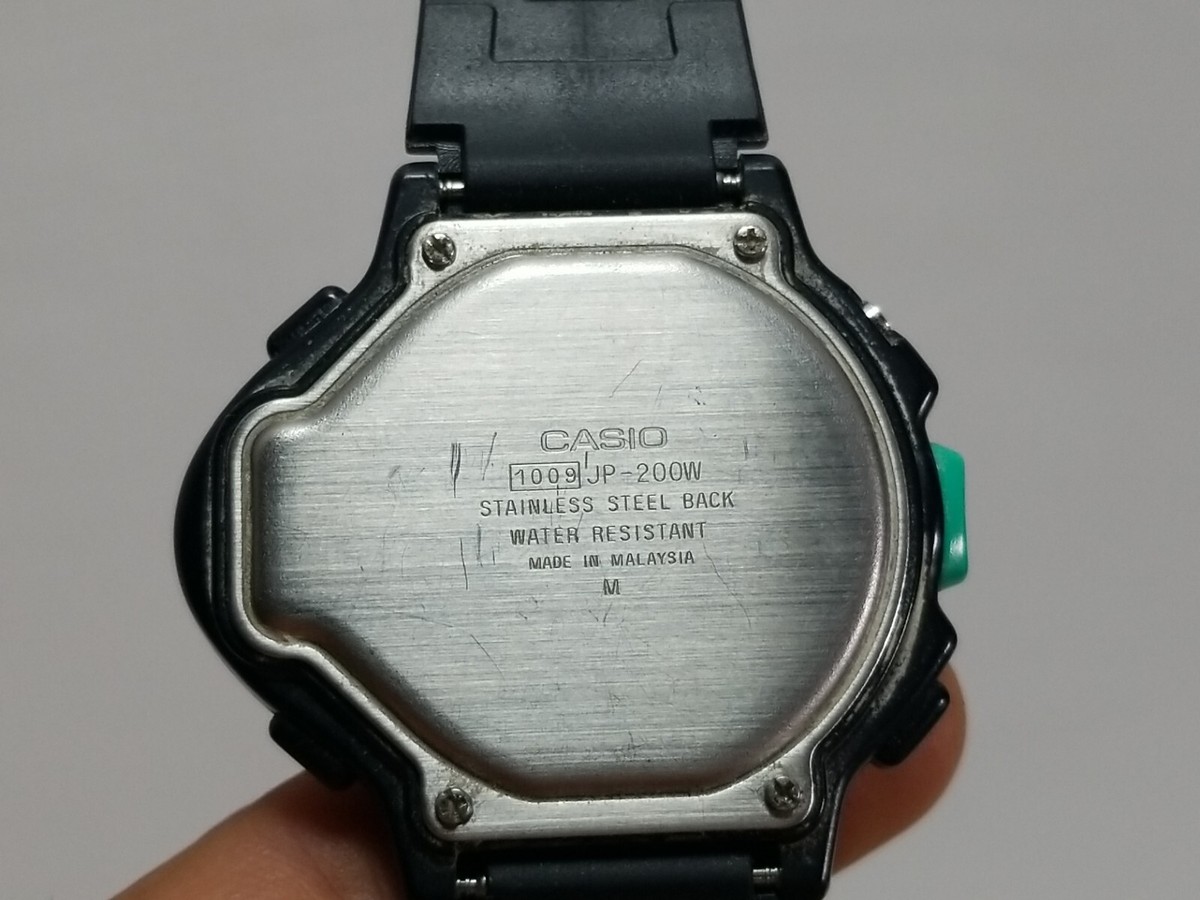 CASIO
1009 JP-200W
STAINLESS STEEL BACK
WATER RESISTANT
MADE IN MALAYSIA
M